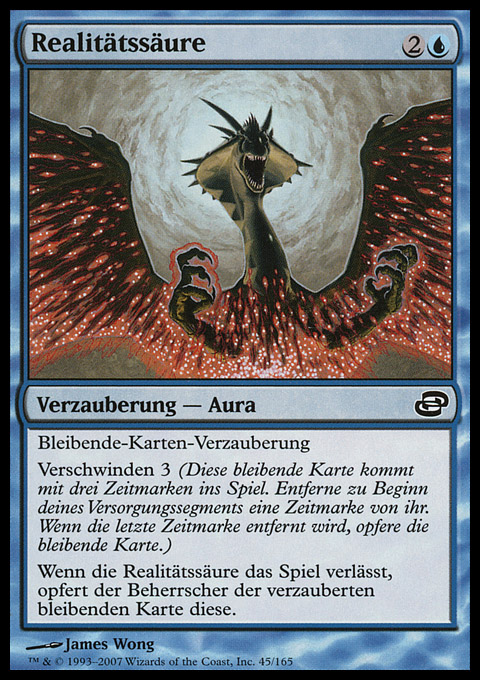 Realitätssäure 2
Verzauberung — Aura
Bleibende-Karten-Verzauberung
Verschwinden 3 (Diese bleibende Karte kommt
mit drei Zeitmarken ins Spiel. Entferne zu Beginn
deines Versorgungssegments eine Zeitmarke von ihr.
Wenn die letzte Zeitmarke entfernt wird, opfere die
bleibende Karte.)
Wenn die Realitätssäure das Spiel verlässt,
opfert der Beherrscher der verzauberten
bleibenden Karte diese.
James Wong
™ & © 1993–2007 Wizards of the Coast, Inc. 45/165